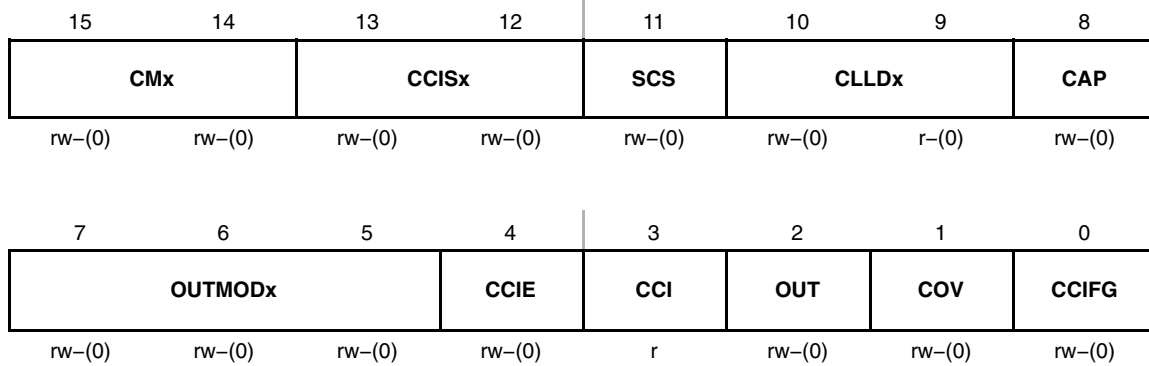 15 14 13 12 11 10 9 8
CMx CCISx SCS CLLDx CAP
rw−(0) rw−(0) rw−(0) rw−(0) rw−(0) rw−(0) r−(0) rw−(0)
7 6 5 4 3 2 1 0
OUTMODx CCIE CCI OUT COV CCIFG
rw−(0) rw−(0) rw−(0) rw−(0) r rw−(0) rw−(0) rw−(0)